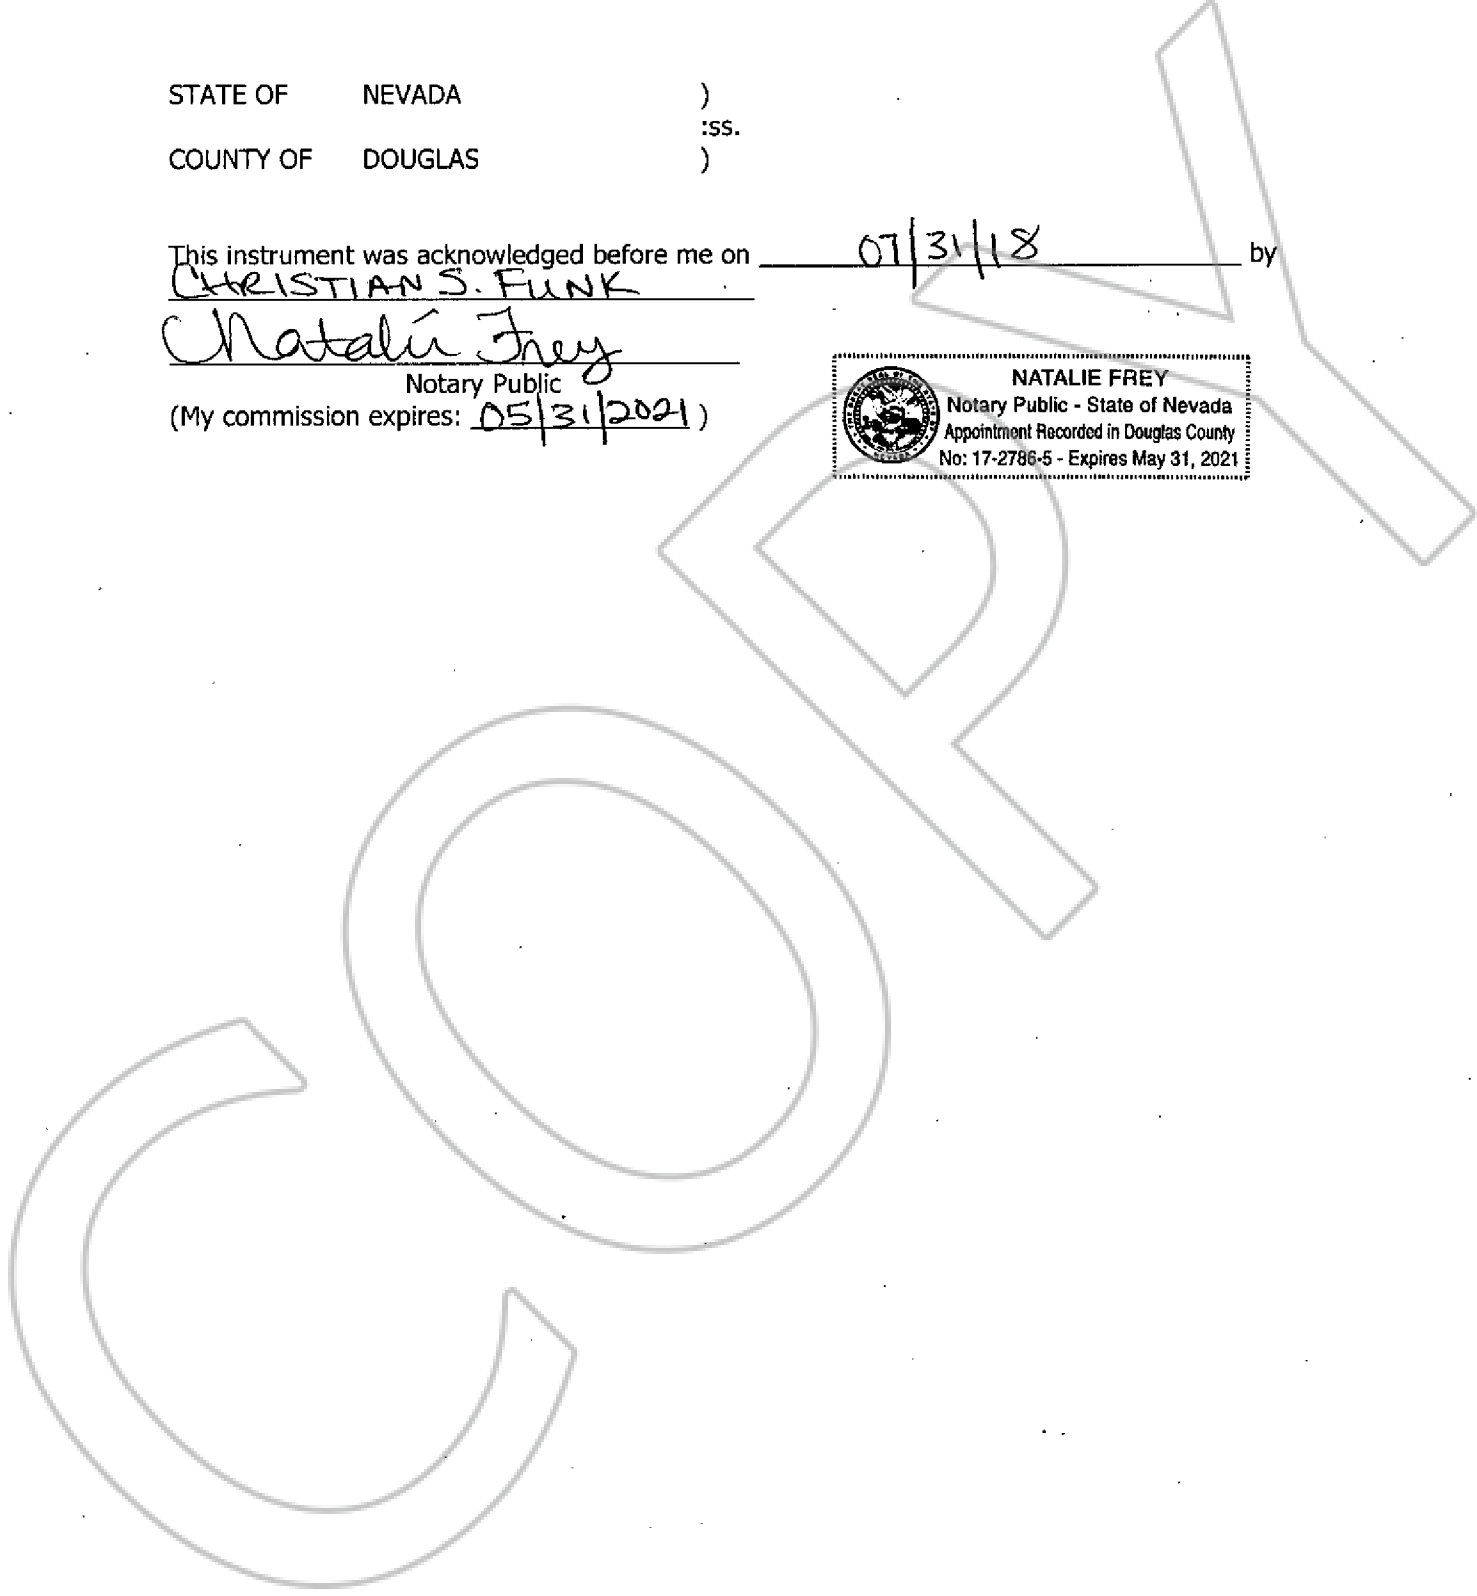 STATE OF NEVADA )
:ss.
COUNTY OF DOUGLAS )
This instrument was acknowledged before me on 07/31/18 by
CHRISTIAN S. FUNK
Natalie Frey
Notary Public
(My commission expires: 05/31/2021)
NATALIE FREY
Notary Public - State of Nevada
Appointment Recorded in Douglas County
No: 17-2786-5 - Expires May 31, 2021
COPY